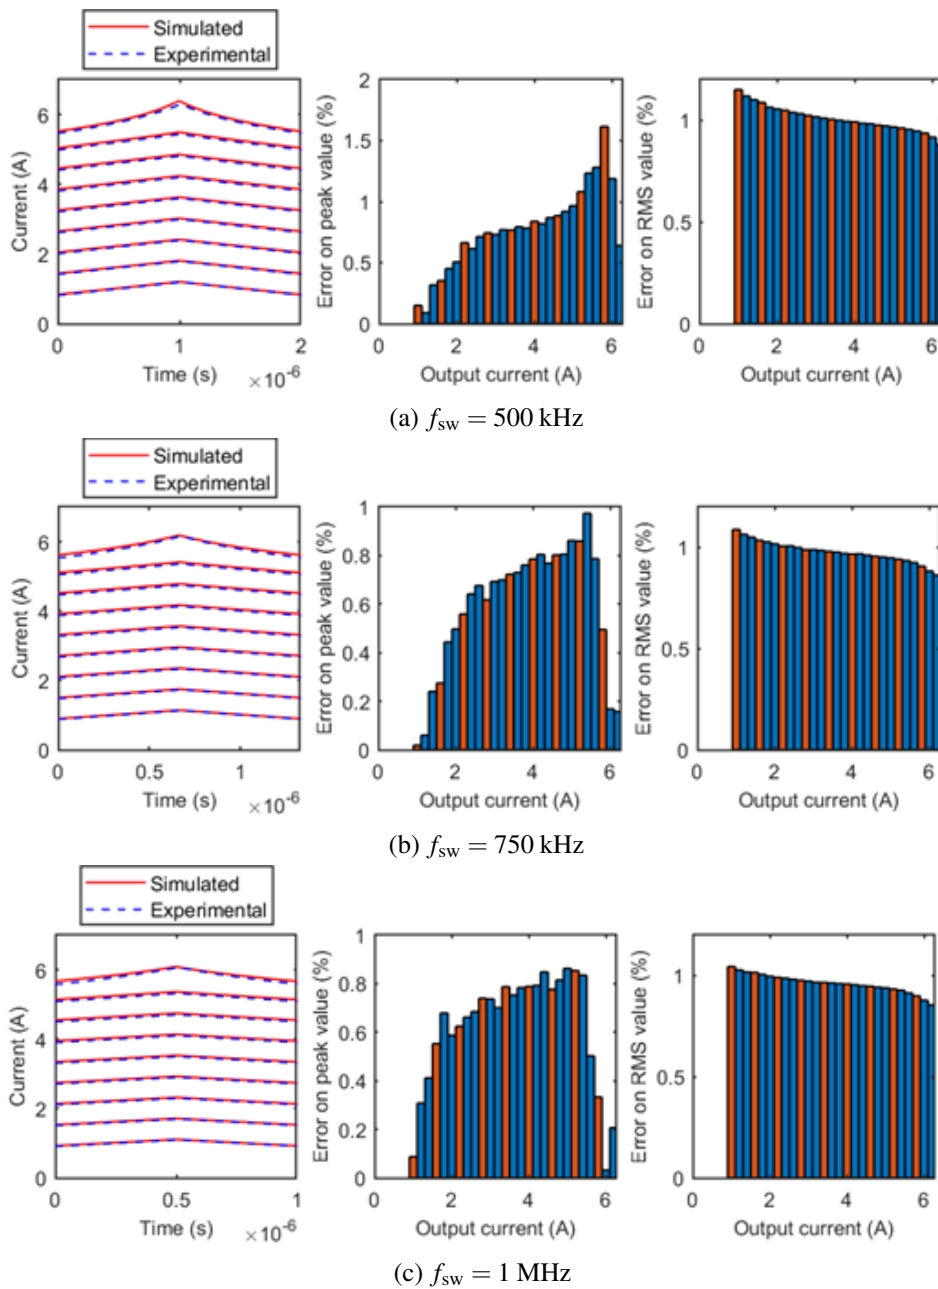 Simulated
Experimental
Current (A)
6
4
2
0
0
1
2
Time (s)
×10⁻⁶
Error on peak value (%)
2
1.5
1
0.5
0
0
2
4
6
Output current (A)
Error on RMS value (%)
1
0.5
0
0
2
4
6
Output current (A)
(a) fsw = 500 kHz
Simulated
Experimental
Current (A)
6
4
2
0
0
0.5
1
Time (s)
×10⁻⁶
Error on peak value (%)
1
0.8
0.6
0.4
0.2
0
0
2
4
6
Output current (A)
Error on RMS value (%)
1
0.5
0
0
2
4
6
Output current (A)
(b) fsw = 750 kHz
Simulated
Experimental
Current (A)
6
4
2
0
0
0.5
1
Time (s)
×10⁻⁶
Error on peak value (%)
1
0.8
0.6
0.4
0.2
0
0
2
4
6
Output current (A)
Error on RMS value (%)
1
0.5
0
0
2
4
6
Output current (A)
(c) fsw = 1 MHz